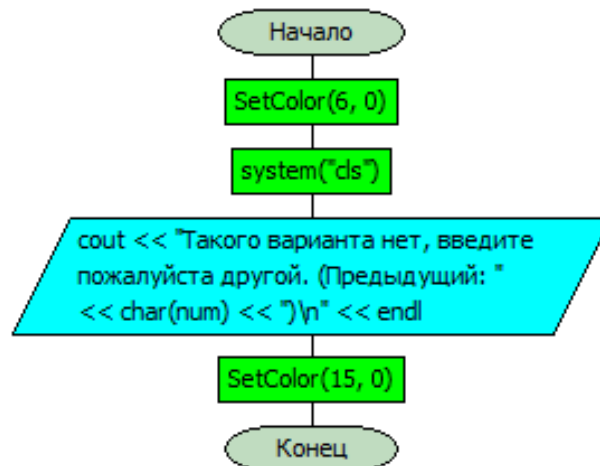 Начало
SetColor(6, 0)
system("cls")
cout << "Такого варианта нет, введите
пожалуйста другой. (Предыдущий: "
<< char(num) << ")\n" << endl
SetColor(15, 0)
Конец